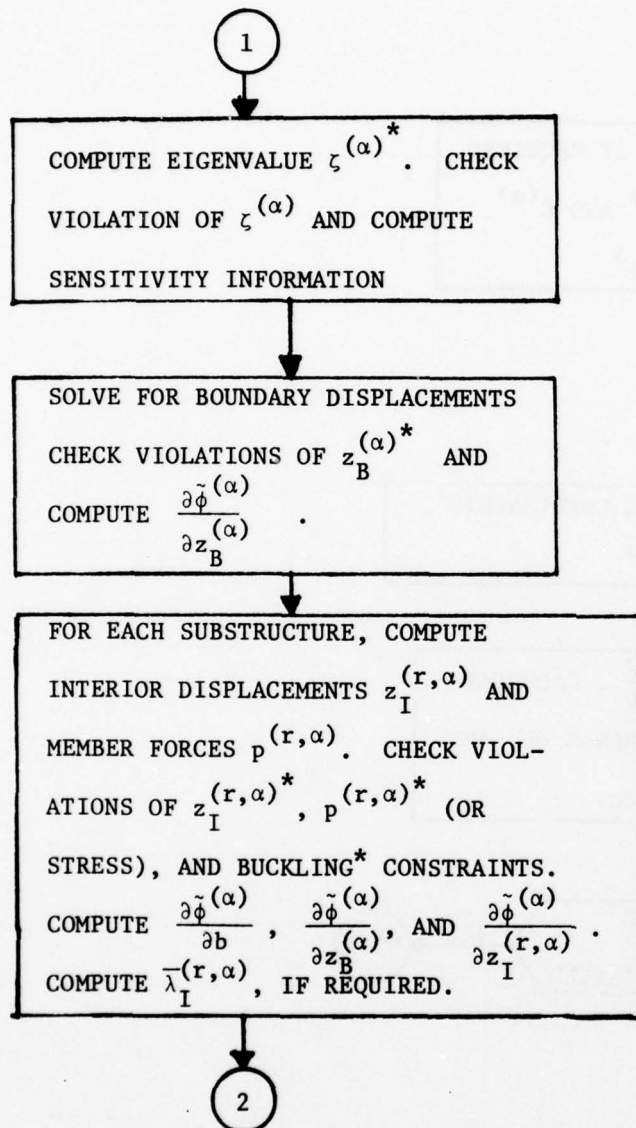 1
COMPUTE EIGENVALUE ζ^(α)*. CHECK
VIOLATION OF ζ^(α) AND COMPUTE
SENSITIVITY INFORMATION
SOLVE FOR BOUNDARY DISPLACEMENTS
CHECK VIOLATIONS OF z_B^(α)* AND
COMPUTE ∂φ̃^(α)/∂z_B^(α) .
FOR EACH SUBSTRUCTURE, COMPUTE
INTERIOR DISPLACEMENTS z_I^(r,α) AND
MEMBER FORCES p^(r,α). CHECK VIOL-
ATIONS OF z_I^(r,α)*, p^(r,α)* (OR
STRESS), AND BUCKLING* CONSTRAINTS.
COMPUTE ∂φ̃^(α)/∂b , ∂φ̃^(α)/∂z_B^(α), AND ∂φ̃^(α)/∂z_I^(r,α) .
COMPUTE λ̄_I^(r,α), IF REQUIRED.
2